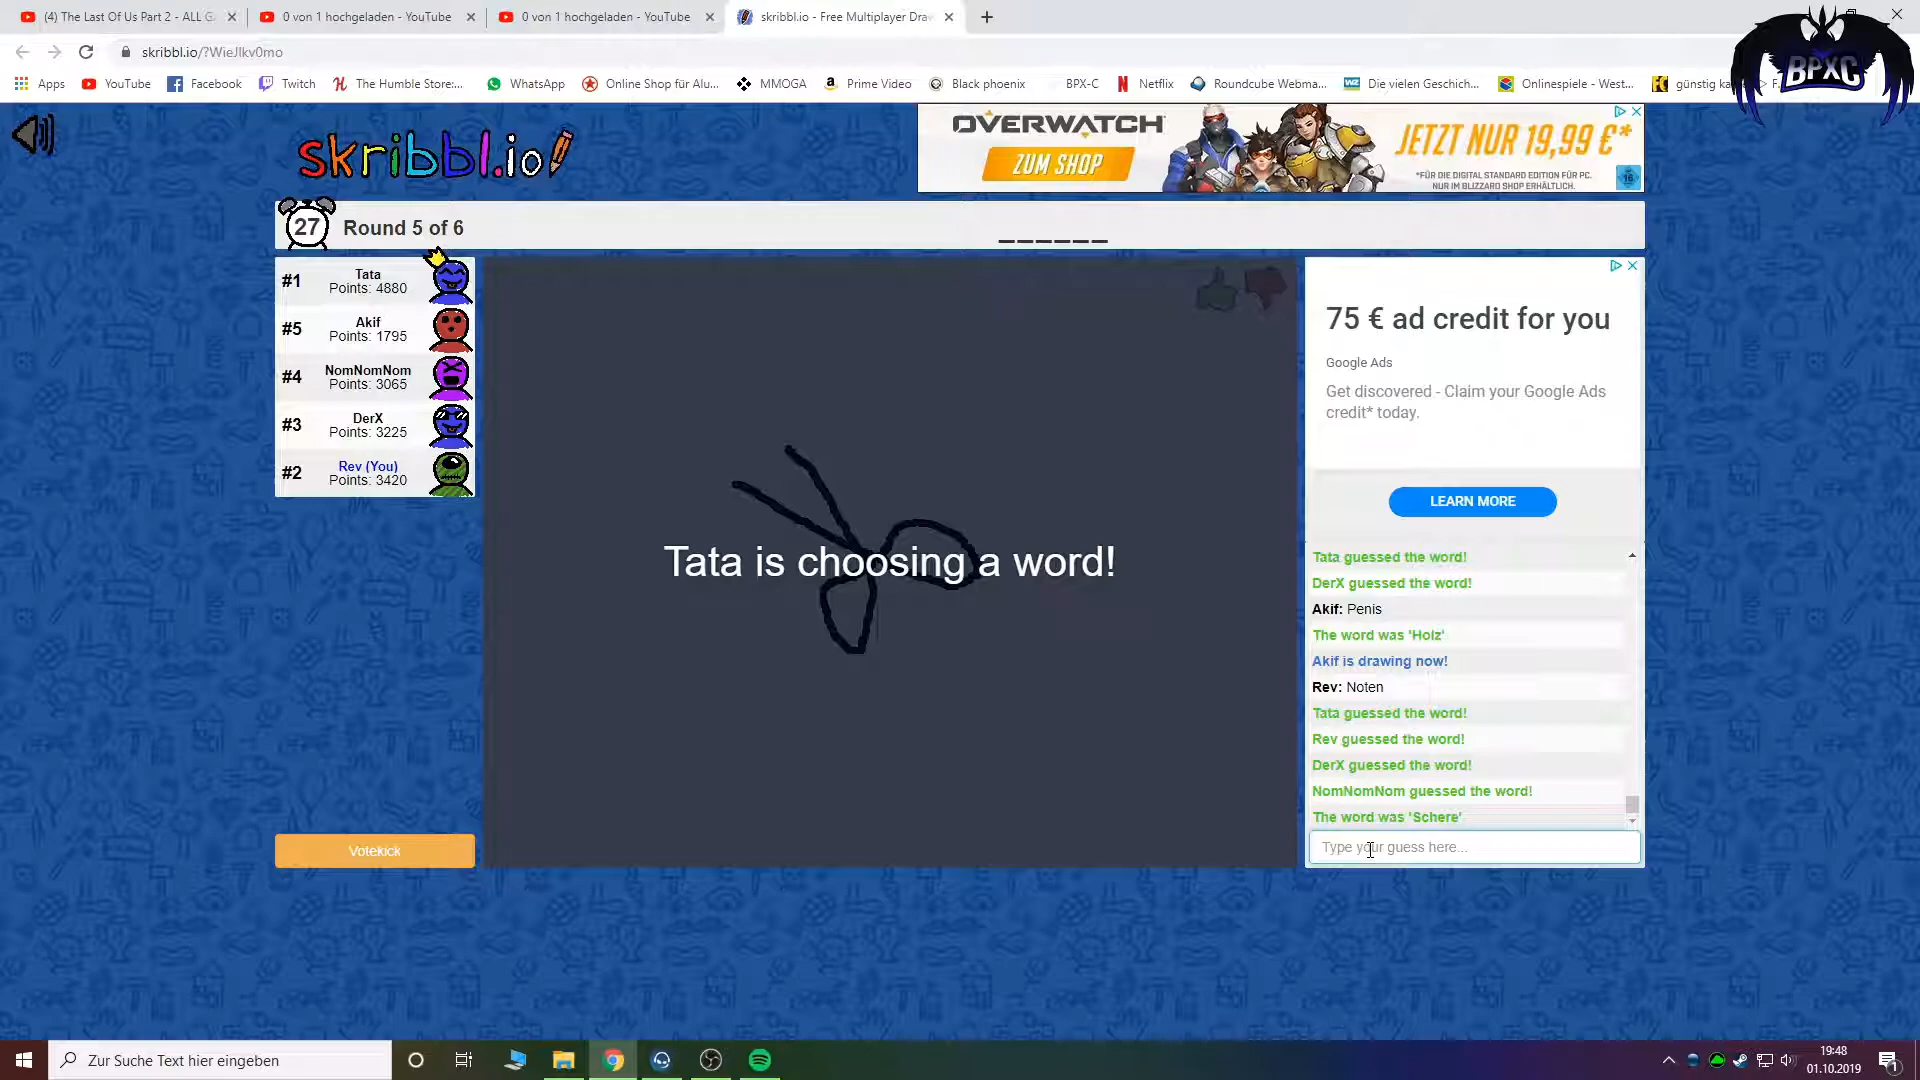 (4) The Last Of Us Part 2 - ALL G
0 von 1 hochgeladen - YouTube
0 von 1 hochgeladen - YouTube
skribbl.io - Free Multiplayer Draw
skribbl.io/?WieJlkv0mo
Apps
YouTube
Facebook
Twitch
The Humble Store:...
WhatsApp
Online Shop für Alu...
MMOGA
Prime Video
Black phoenix
BPX-C
Netflix
Roundcube Webma...
Die vielen Geschich...
Onlinespiele - West...
günstig ka
BPXC
skribbl.io
OVERWATCH
ZUM SHOP
JETZT NUR 19,99 €*
*FÜR DIE DIGITAL STANDARD EDITION FÜR PC.
NUR IM BLIZZARD SHOP ERHÄLTLICH.
16
27
Round 5 of 6
______
#1
Tata
Points: 4880
#5
Akif
Points: 1795
#4
NomNomNom
Points: 3065
#3
DerX
Points: 3225
#2
Rev (You)
Points: 3420
Votekick
Tata is choosing a word!
75 € ad credit for you
Google Ads
Get discovered - Claim your Google Ads
credit* today.
LEARN MORE
Tata guessed the word!
DerX guessed the word!
Akif: Penis
The word was 'Holz'
Akif is drawing now!
Rev: Noten
Tata guessed the word!
Rev guessed the word!
DerX guessed the word!
NomNomNom guessed the word!
The word was 'Schere'
Type your guess here...
Zur Suche Text hier eingeben
19:48
01.10.2019
1